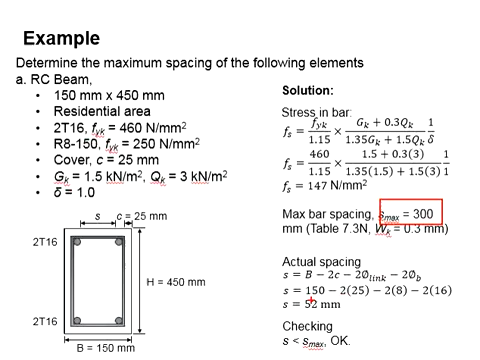 Example
Determine the maximum spacing of the following elements
a. RC Beam,
• 150 mm x 450 mm
• Residential area
• 2T16, fyk = 460 N/mm²
• R8-150, fyk = 250 N/mm²
• Cover, c = 25 mm
• Gk = 1.5 kN/m², Qk = 3 kN/m²
• δ = 1.0
s c = 25 mm
2T16
H = 450 mm
2T16
B = 150 mm
Solution:
Stress in bar:
fs = fyk/1.15 × (Gk + 0.3Qk)/(1.35Gk + 1.5Qk) 1/δ
fs = 460/1.15 × (1.5 + 0.3(3))/(1.35(1.5) + 1.5(3)) 1/1
fs = 147 N/mm²
Max bar spacing, smax = 300
mm (Table 7.3N, Wk = 0.3 mm)
Actual spacing
s = B − 2c − 2∅link − 2∅b
s = 150 − 2(25) − 2(8) − 2(16)
s = 52 mm
Checking
s < smax, OK.